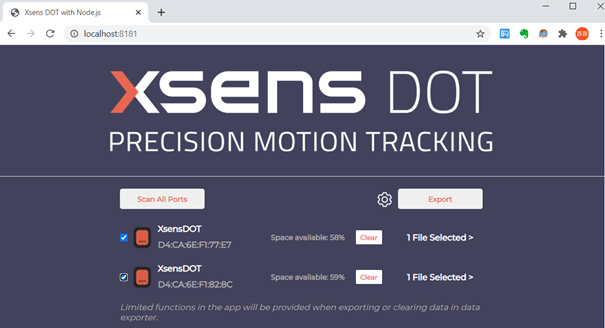 Xsens DOT with Node.js
localhost:8181
xsens DOT
PRECISION MOTION TRACKING
Scan All Ports
Export
XsensDOT
D4:CA:6E:F1:77:E7
Space available: 58%
Clear
1 File Selected >
XsensDOT
D4:CA:6E:F1:82:8C
Space available: 59%
Clear
1 File Selected >
Limited functions in the app will be provided when exporting or clearing data in data
exporter.